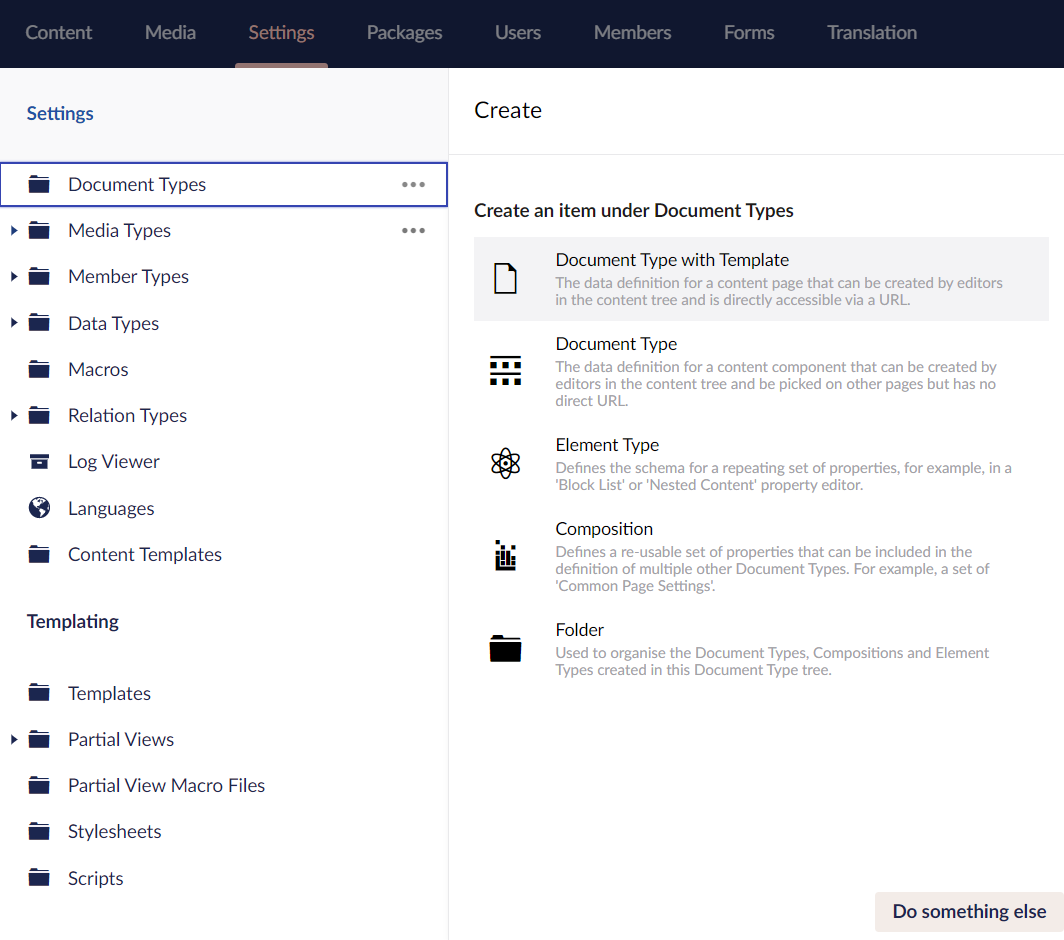 Content Media Settings Packages Users Members Forms Translation
Settings
Document Types
Media Types
Member Types
Data Types
Macros
Relation Types
Log Viewer
Languages
Content Templates
Templating
Templates
Partial Views
Partial View Macro Files
Stylesheets
Scripts
Create
Create an item under Document Types
Document Type with Template
The data definition for a content page that can be created by editors
in the content tree and is directly accessible via a URL.
Document Type
The data definition for a content component that can be created by
editors in the content tree and be picked on other pages but has no
direct URL.
Element Type
Defines the schema for a repeating set of properties, for example, in a
'Block List' or 'Nested Content' property editor.
Composition
Defines a re-usable set of properties that can be included in the
definition of multiple other Document Types. For example, a set of
'Common Page Settings'.
Folder
Used to organise the Document Types, Compositions and Element
Types created in this Document Type tree.
Do something else